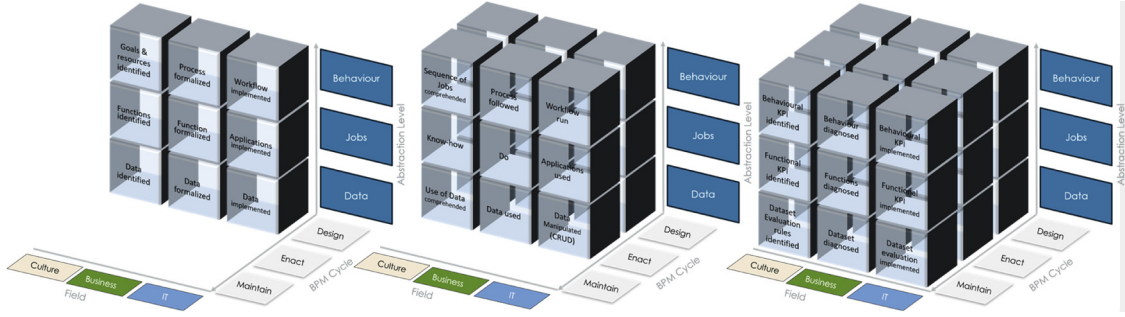 Goals &
resources
identified
Process
formalized
Workflow
implemented
Functions
identified
Function
formalized
Applications
implemented
Data
identified
Data
formalized
Data
implemented
Behaviour
Jobs
Data
Abstraction Level
Design
Enact
Maintain
BPM Cycle
Culture
Business
IT
Field
Sequence of
Jobs
comprehended
Process
followed
Workflow
run
Know-how
Do
Applications
used
Use of Data
comprehended
Data used
Data
Manipulated
(CRUD)
Behaviour
Jobs
Data
Abstraction Level
Design
Enact
Maintain
BPM Cycle
Culture
Business
IT
Field
Behavioural
KPI
identified
Behaviour
diagnosed
Behavioural
KPI
implemented
Functional
KPI
identified
Functions
diagnosed
Functional
KPI
implemented
Dataset
Evaluation
rules
identified
Dataset
diagnosed
Dataset
evaluation
implemented
Behaviour
Jobs
Data
Abstraction Level
Design
Enact
Maintain
BPM Cycle
Culture
Business
IT
Field